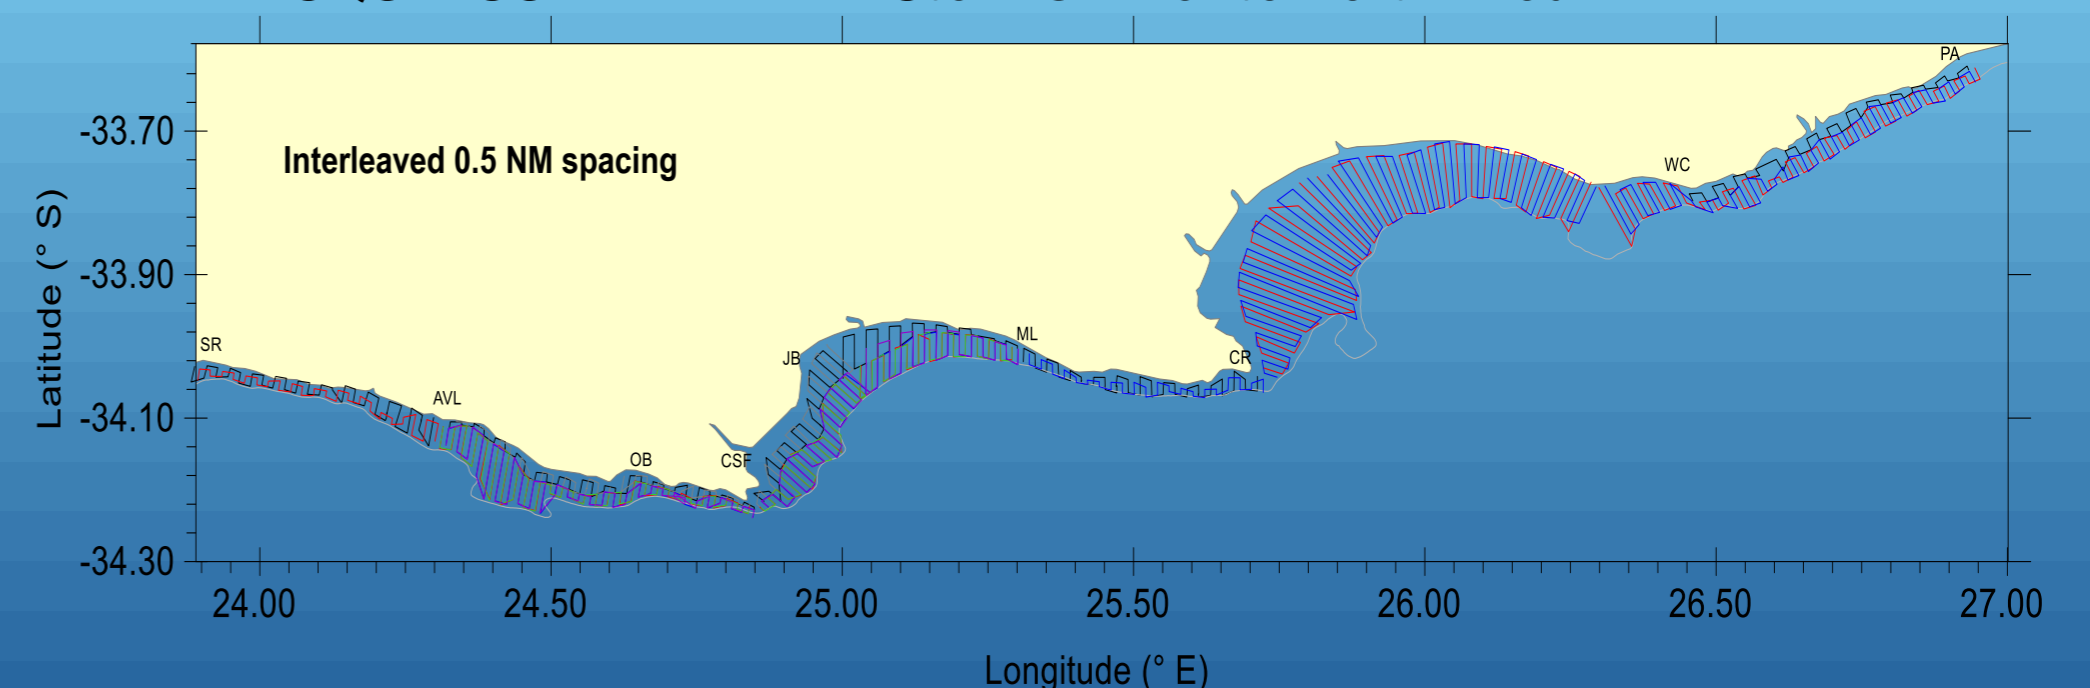 PA
-33.70
Interleaved 0.5 NM spacing
WC
-33.90
Latitude (° S)
SR
JB
ML
CR
AVL
-34.10
OB
CSF
-34.30
24.00 24.50 25.00 25.50 26.00 26.50 27.00
Longitude (° E)